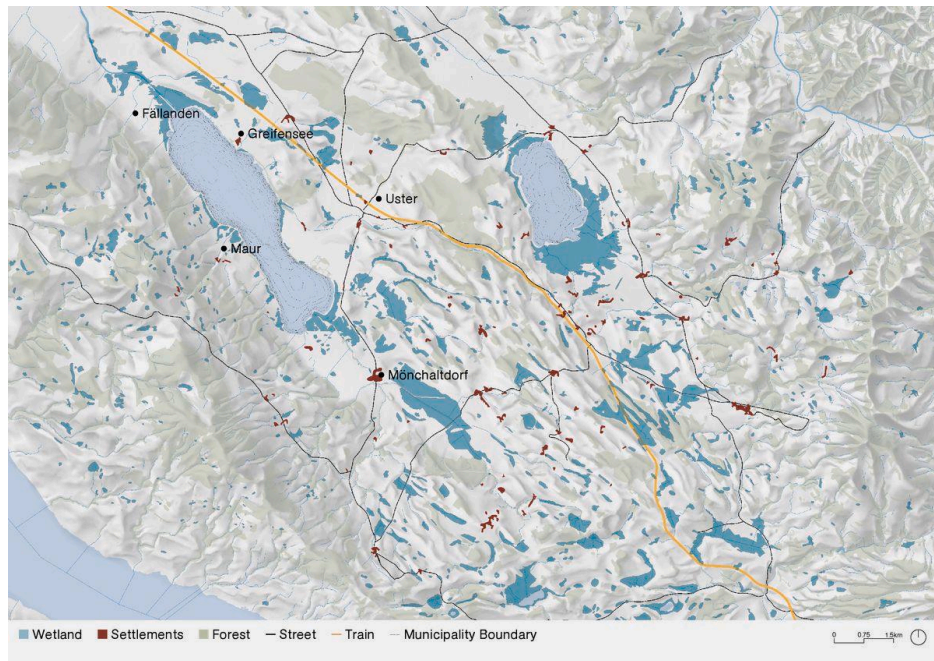 Fällanden
Greifensee
Uster
Maur
Mönchaltdorf
Wetland Settlements Forest Street Train Municipality Boundary
0 0.75 1.5km